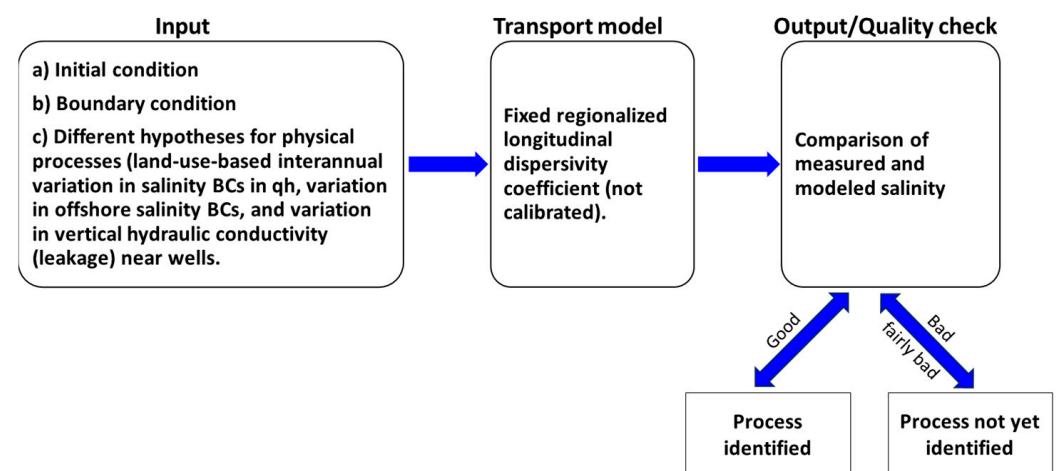 Input
a) Initial condition
b) Boundary condition
c) Different hypotheses for physical
processes (land-use-based interannual
variation in salinity BCs in qh, variation
in offshore salinity BCs, and variation
in vertical hydraulic conductivity
(leakage) near wells.
Transport model
Fixed regionalized
longitudinal
dispersivity
coefficient (not
calibrated).
Output/Quality check
Comparison of
measured and
modeled salinity
Good
Bad
fairly bad
Process
identified
Process not yet
identified